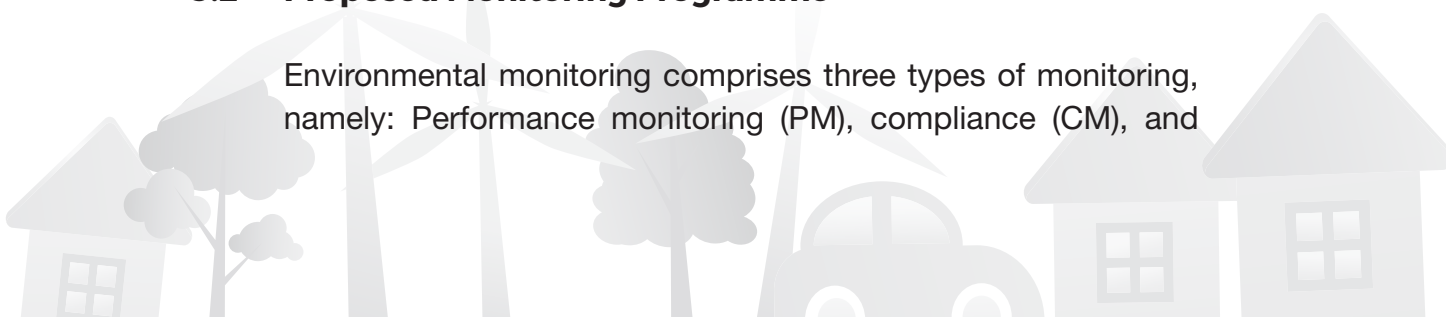 Proposed Monitoring Programme
Environmental monitoring comprises three types of monitoring,
namely: Performance monitoring (PM), compliance (CM), and